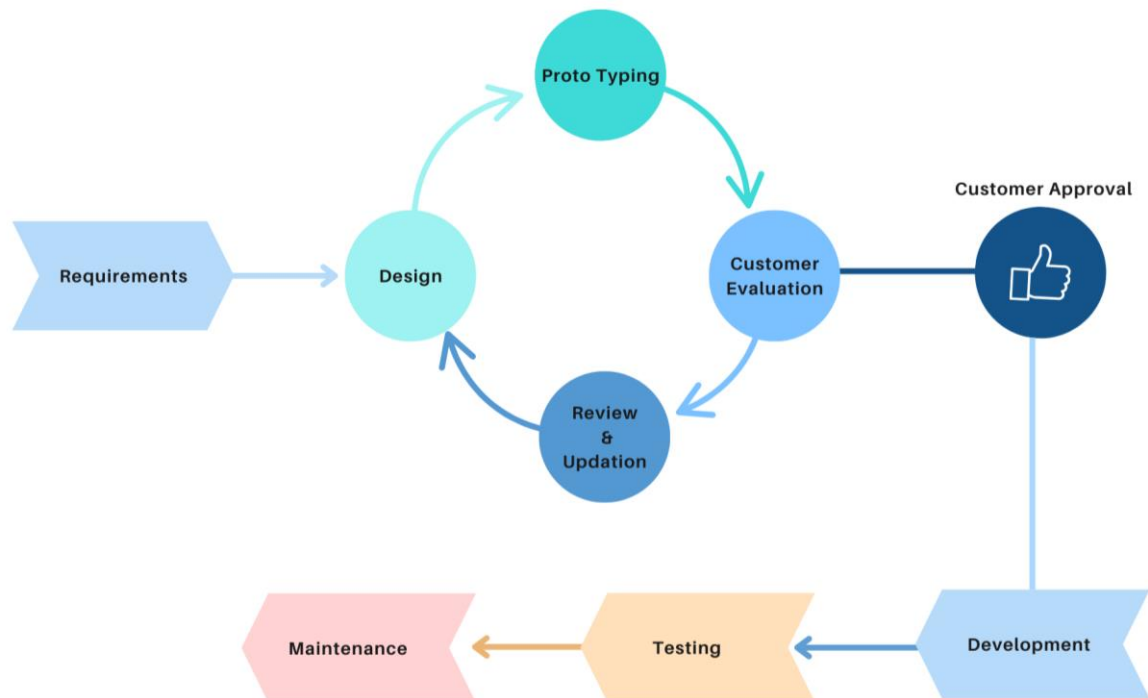 Proto Typing
Customer Approval
Requirements
Design
Customer
Evaluation
Review
&
Updation
Maintenance
Testing
Development